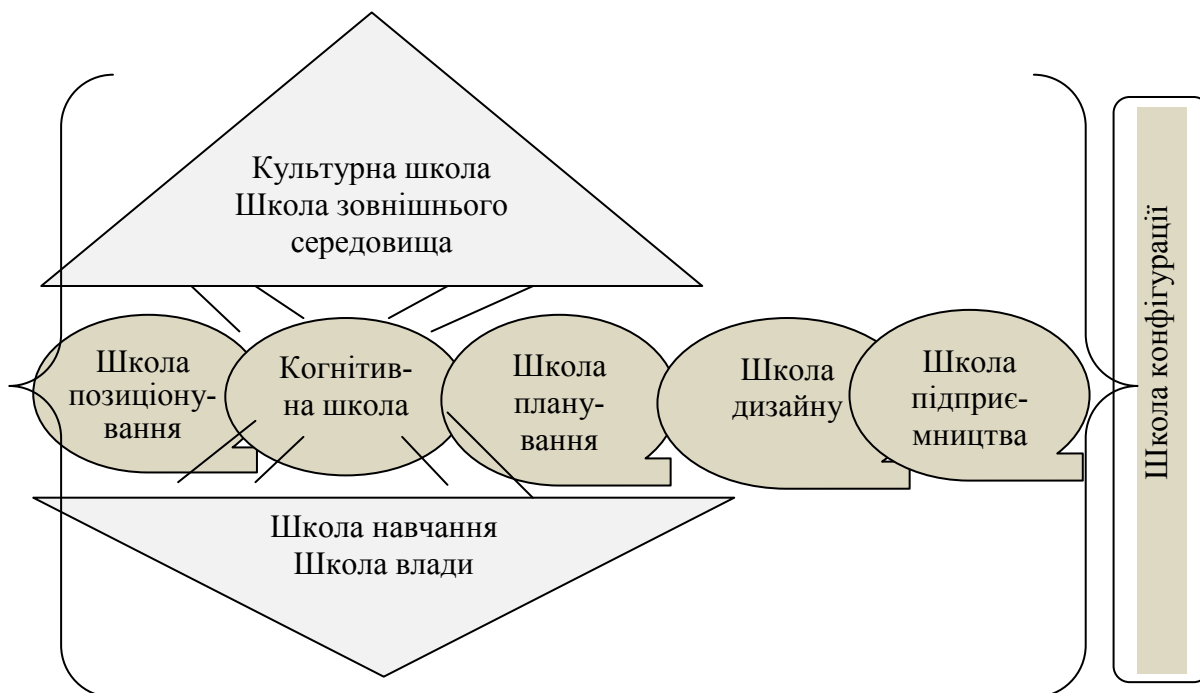 Культурна школа
Школа зовнішнього
середовища
Школа
позиціону-
вання
Когнітив-
на школа
Школа
плану-
вання
Школа
дизайну
Школа
підприє-
мництва
Школа навчання
Школа влади
Школа конфігурації